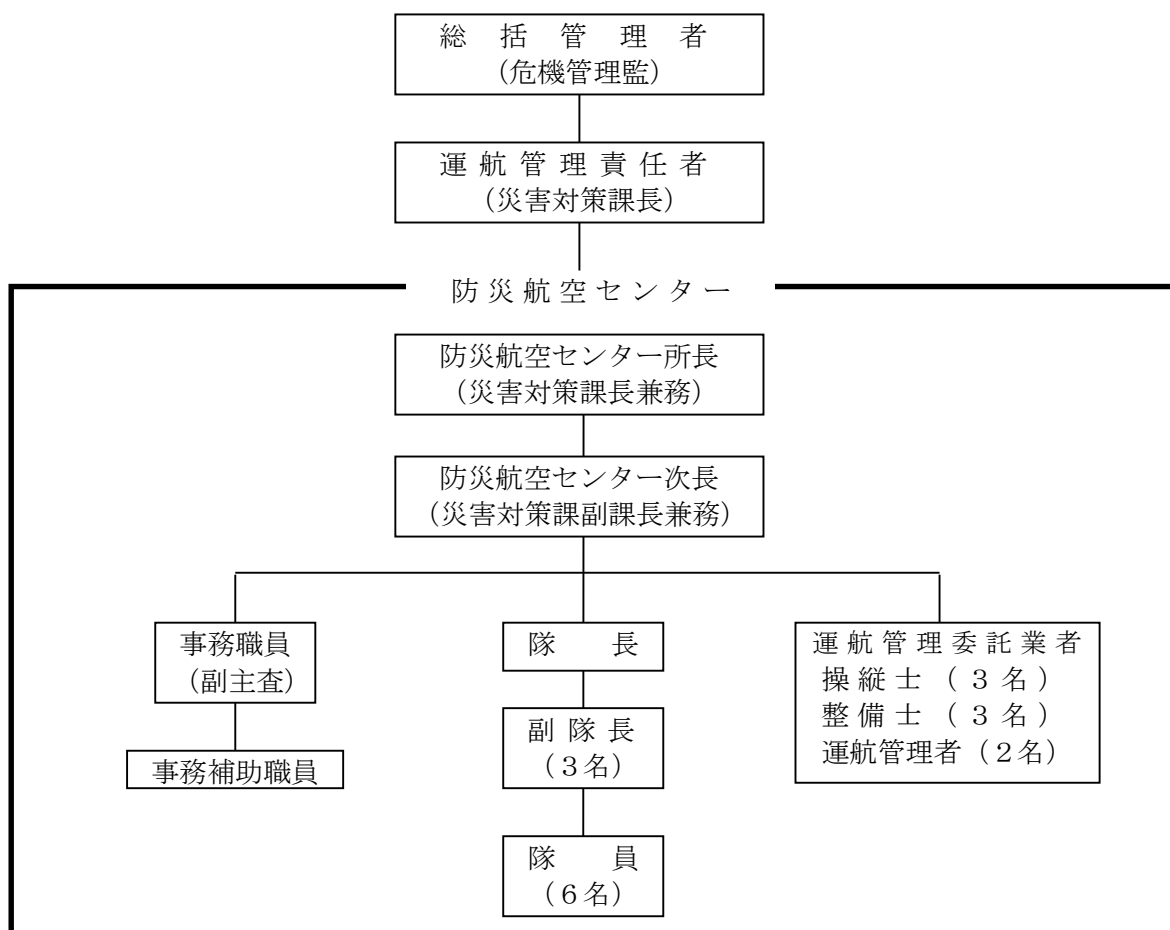 総括管理者
（危機管理監）
運航管理責任者
（災害対策課長）
防災航空センター
防災航空センター所長
（災害対策課長兼務）
防災航空センター次長
（災害対策課副課長兼務）
事務職員
（副主査）
事務補助職員
隊　長
副隊長
（３名）
隊　員
（６名）
運航管理委託業者
操縦士（３名）
整備士（３名）
運航管理者（２名）